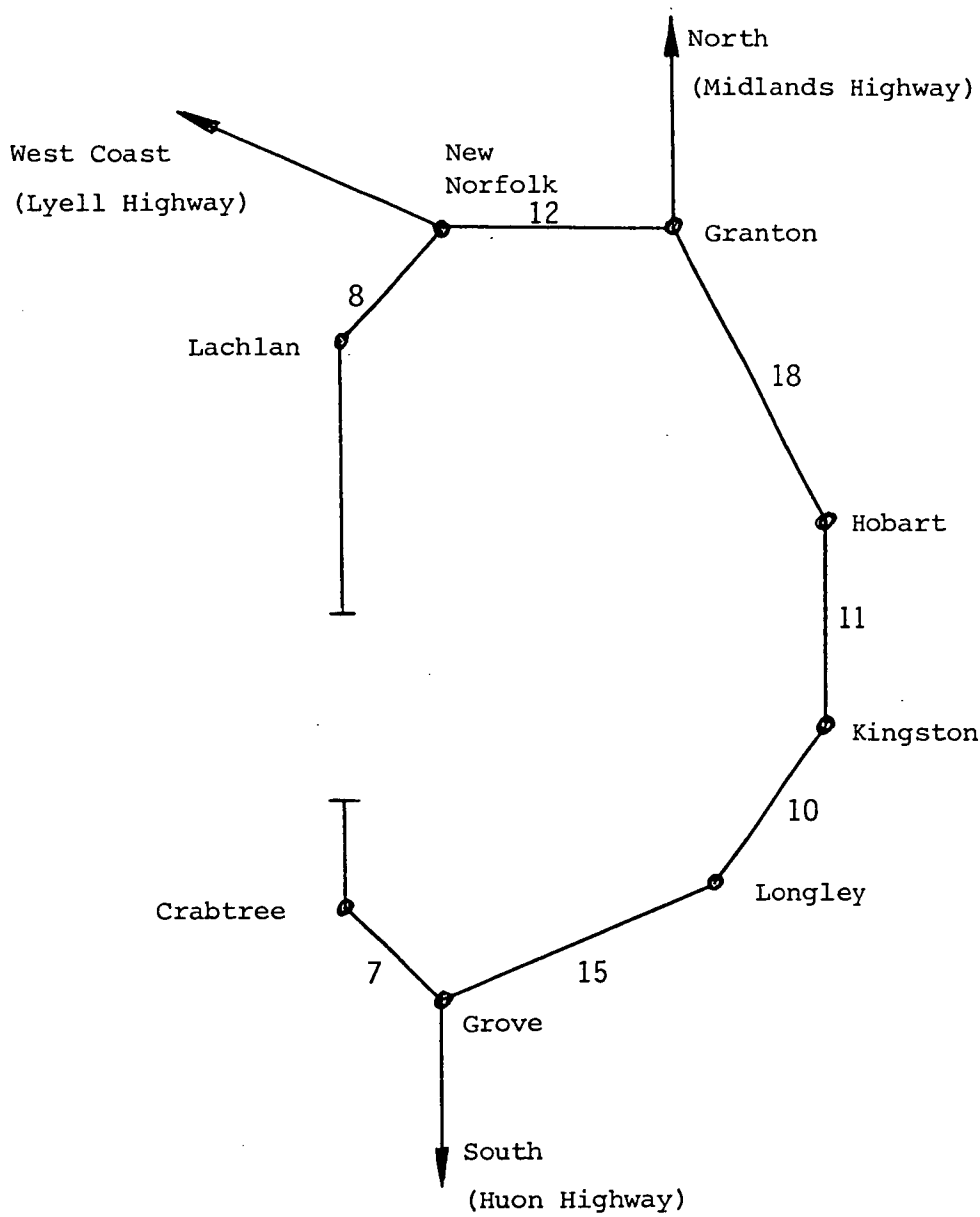 North
(Midlands Highway)
West Coast
(Lyell Highway)
New
Norfolk
12
Granton
8
Lachlan
18
Hobart
11
Kingston
10
Longley
Crabtree
7
15
Grove
South
(Huon Highway)